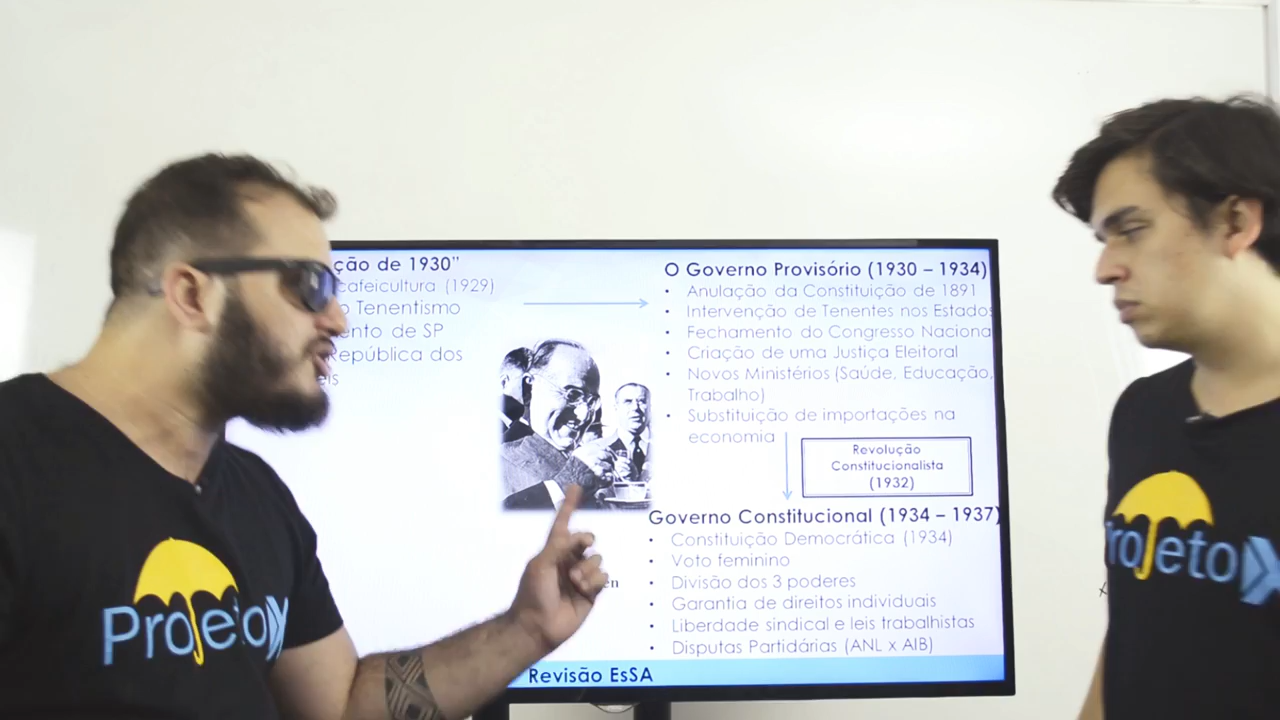 ção de 1930”
cafeicultura (1929)
o Tenentismo
ento de SP
República dos
eis
O Governo Provisório (1930 – 1934)
• Anulação da Constituição de 1891
• Intervenção de Tenentes nos Estados
• Fechamento do Congresso Naciona
• Criação de uma Justiça Eleitoral
• Novos Ministérios (Saúde, Educação,
Trabalho)
• Substituição de importações na
economia
Revolução
Constitucionalista
(1932)
Governo Constitucional (1934 – 1937)
• Constituição Democrática (1934)
• Voto feminino
• Divisão dos 3 poderes
• Garantia de direitos individuais
• Liberdade sindical e leis trabalhistas
• Disputas Partidárias (ANL x AIB)
en
Revisão EsSA
Projeto
Projeto